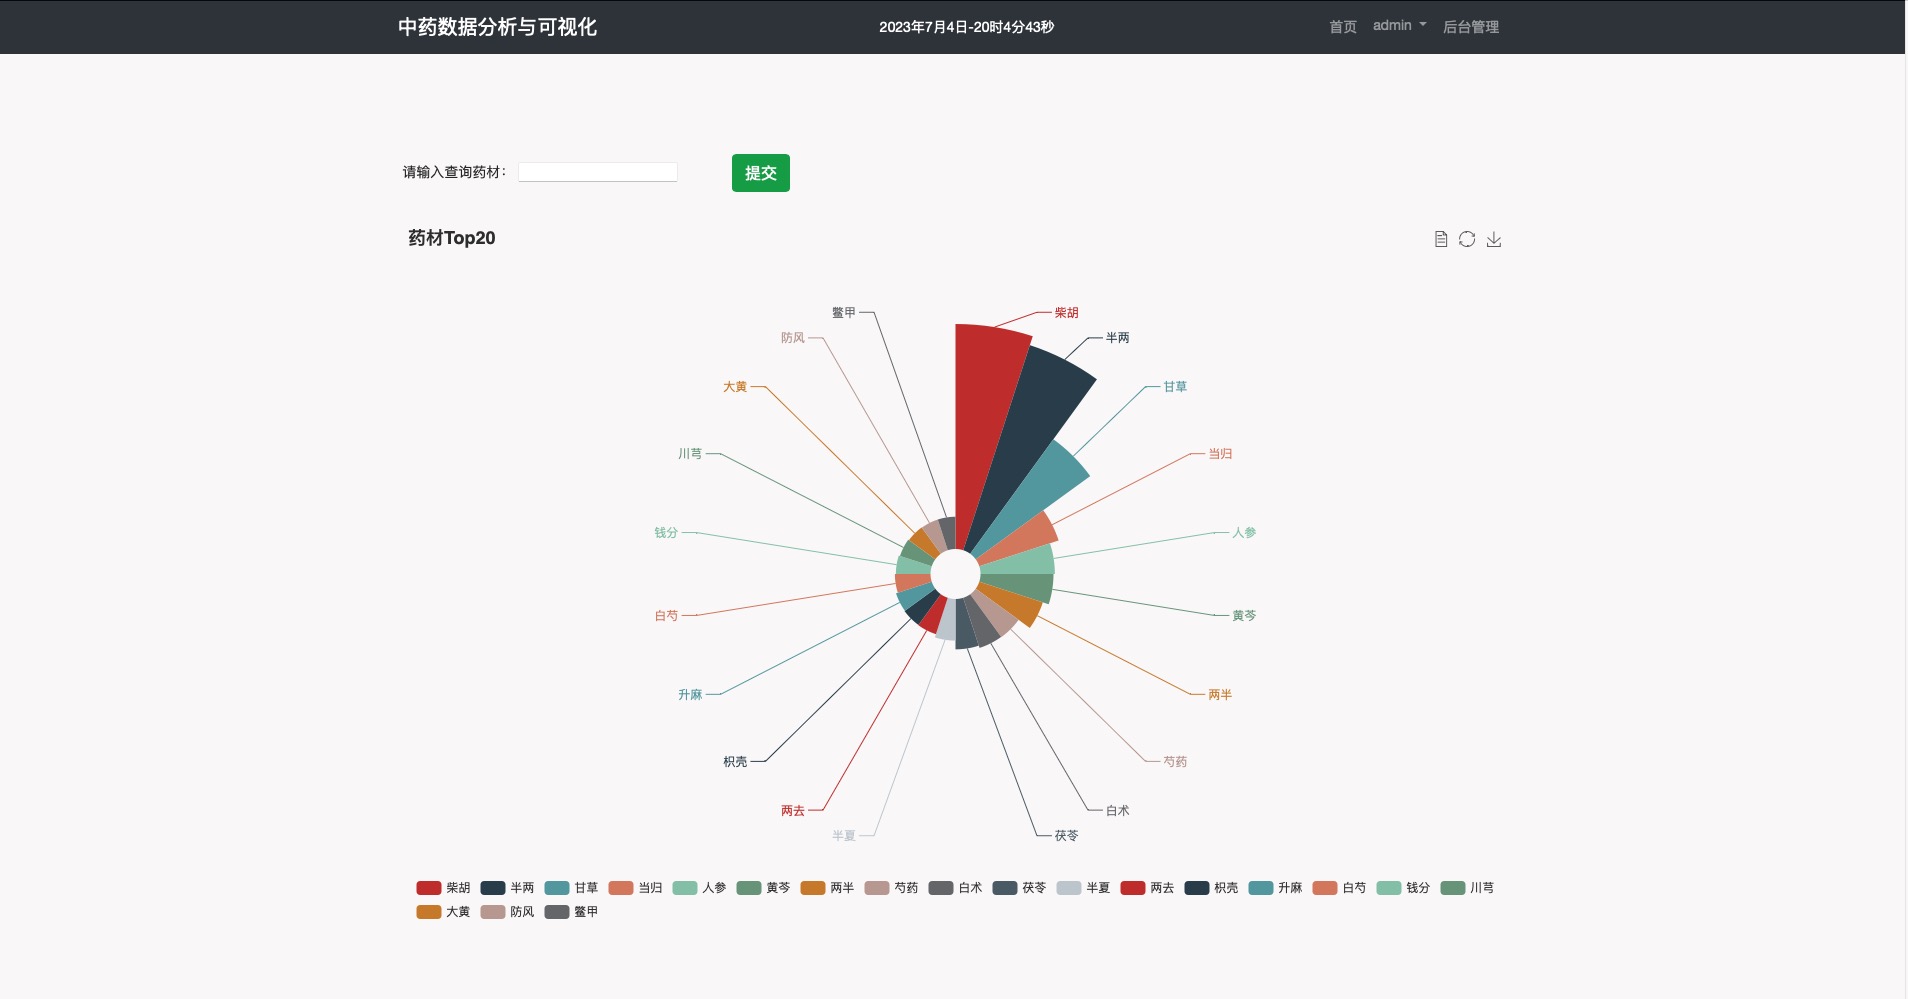 中药数据分析与可视化 2023年7月4日-20时4分43秒 首页 admin 后台管理
请输入查询药材： 提交
药材Top20
鳖甲 柴胡
防风 半两
大黄 甘草
川芎 当归
钱分 人参
白芍 黄芩
升麻 两半
枳壳 芍药
两去 白术
半夏 茯苓
柴胡 半两 甘草 当归 人参 黄芩 两半 芍药 白术 茯苓 半夏 两去 枳壳 升麻 白芍 钱分 川芎
大黄 防风 鳖甲